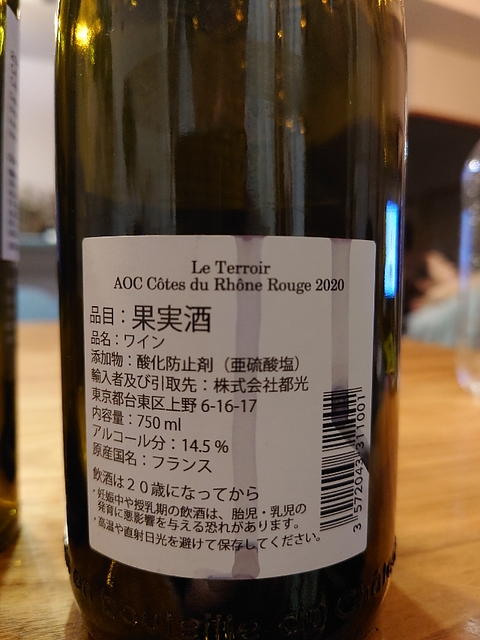 Le Terroir
AOC Côtes du Rhône Rouge 2020
品目：果実酒
品名：ワイン
添加物：酸化防止剤（亜硫酸塩）
輸入者及び引取先：株式会社都光
東京都台東区上野 6-16-17
内容量：750 ml
アルコール分：14.5 %
原産国名：フランス
飲酒は２０歳になってから
・妊娠中や授乳期の飲酒は、胎児・乳児の
発育に悪影響を与える恐れがあります。
・高温や直射日光を避けて保存してください。
3 572043 311001